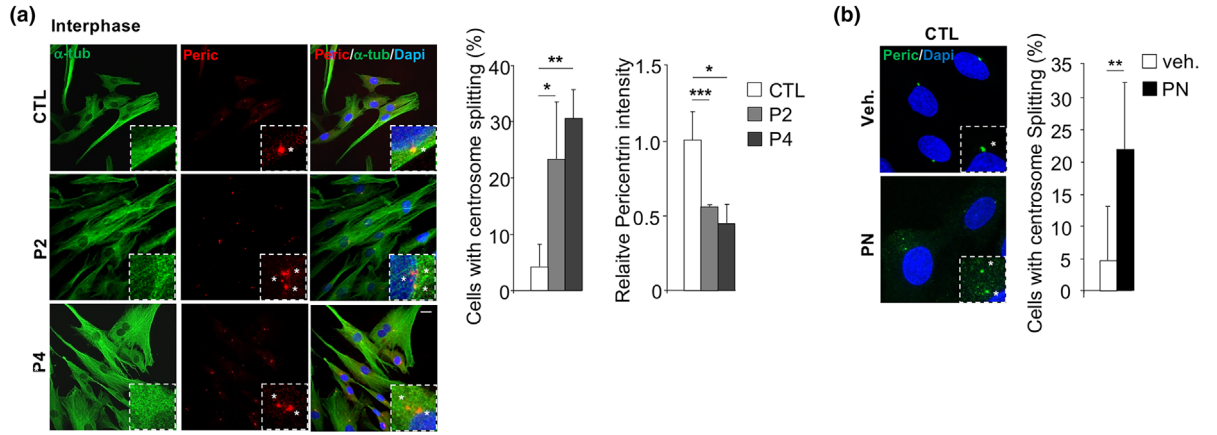 (a)
Interphase
α-tub
Peric
Peric/α-tub/Dapi
CTL
*
*
P2
* *
*
* *
*
P4
*
*
*
*
Cells with centrosome splitting (%)
40
30
20
10
0
**
*
Relaitve Pericentrin intensity
1.5
1.0
0.5
0
*
***
CTL
P2
P4
(b)
CTL
Peric/Dapi
Veh.
*
PN
*
*
Cells with centrosome Splitting (%)
35
30
25
20
15
10
5
0
**
veh.
PN